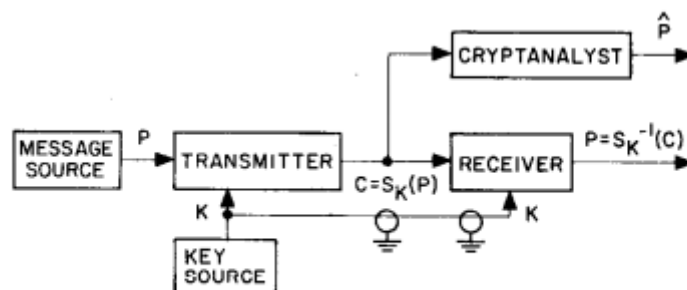 P̂
CRYPTANALYST
MESSAGE
SOURCE
P
TRANSMITTER
C=S_K(P)
RECEIVER
P=S_K^-1(C)
K
K
KEY
SOURCE